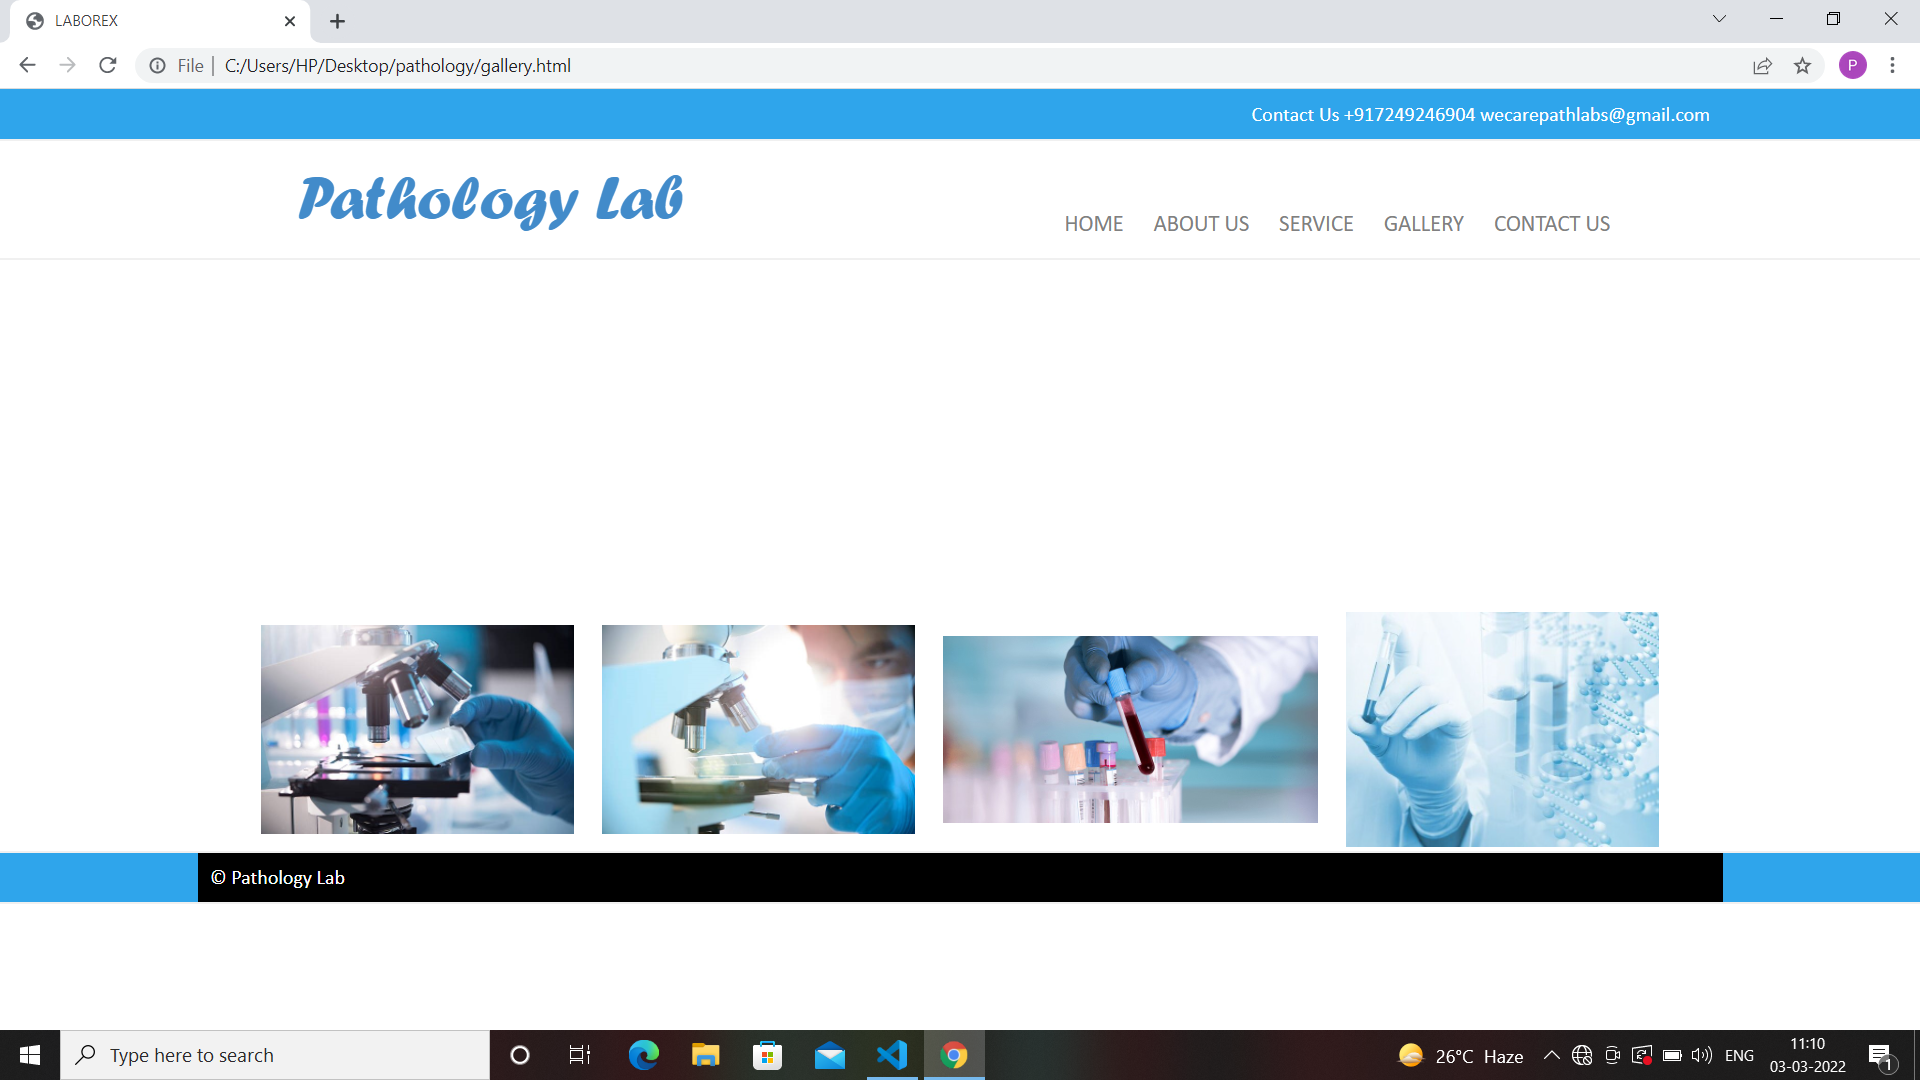 LABOREX
File
C:/Users/HP/Desktop/pathology/gallery.html
P
Contact Us +917249246904 wecarepathlabs@gmail.com
Pathology Lab
HOME ABOUT US SERVICE GALLERY CONTACT US
© Pathology Lab
Type here to search
26°C Haze
ENG
11:10
03-03-2022
1